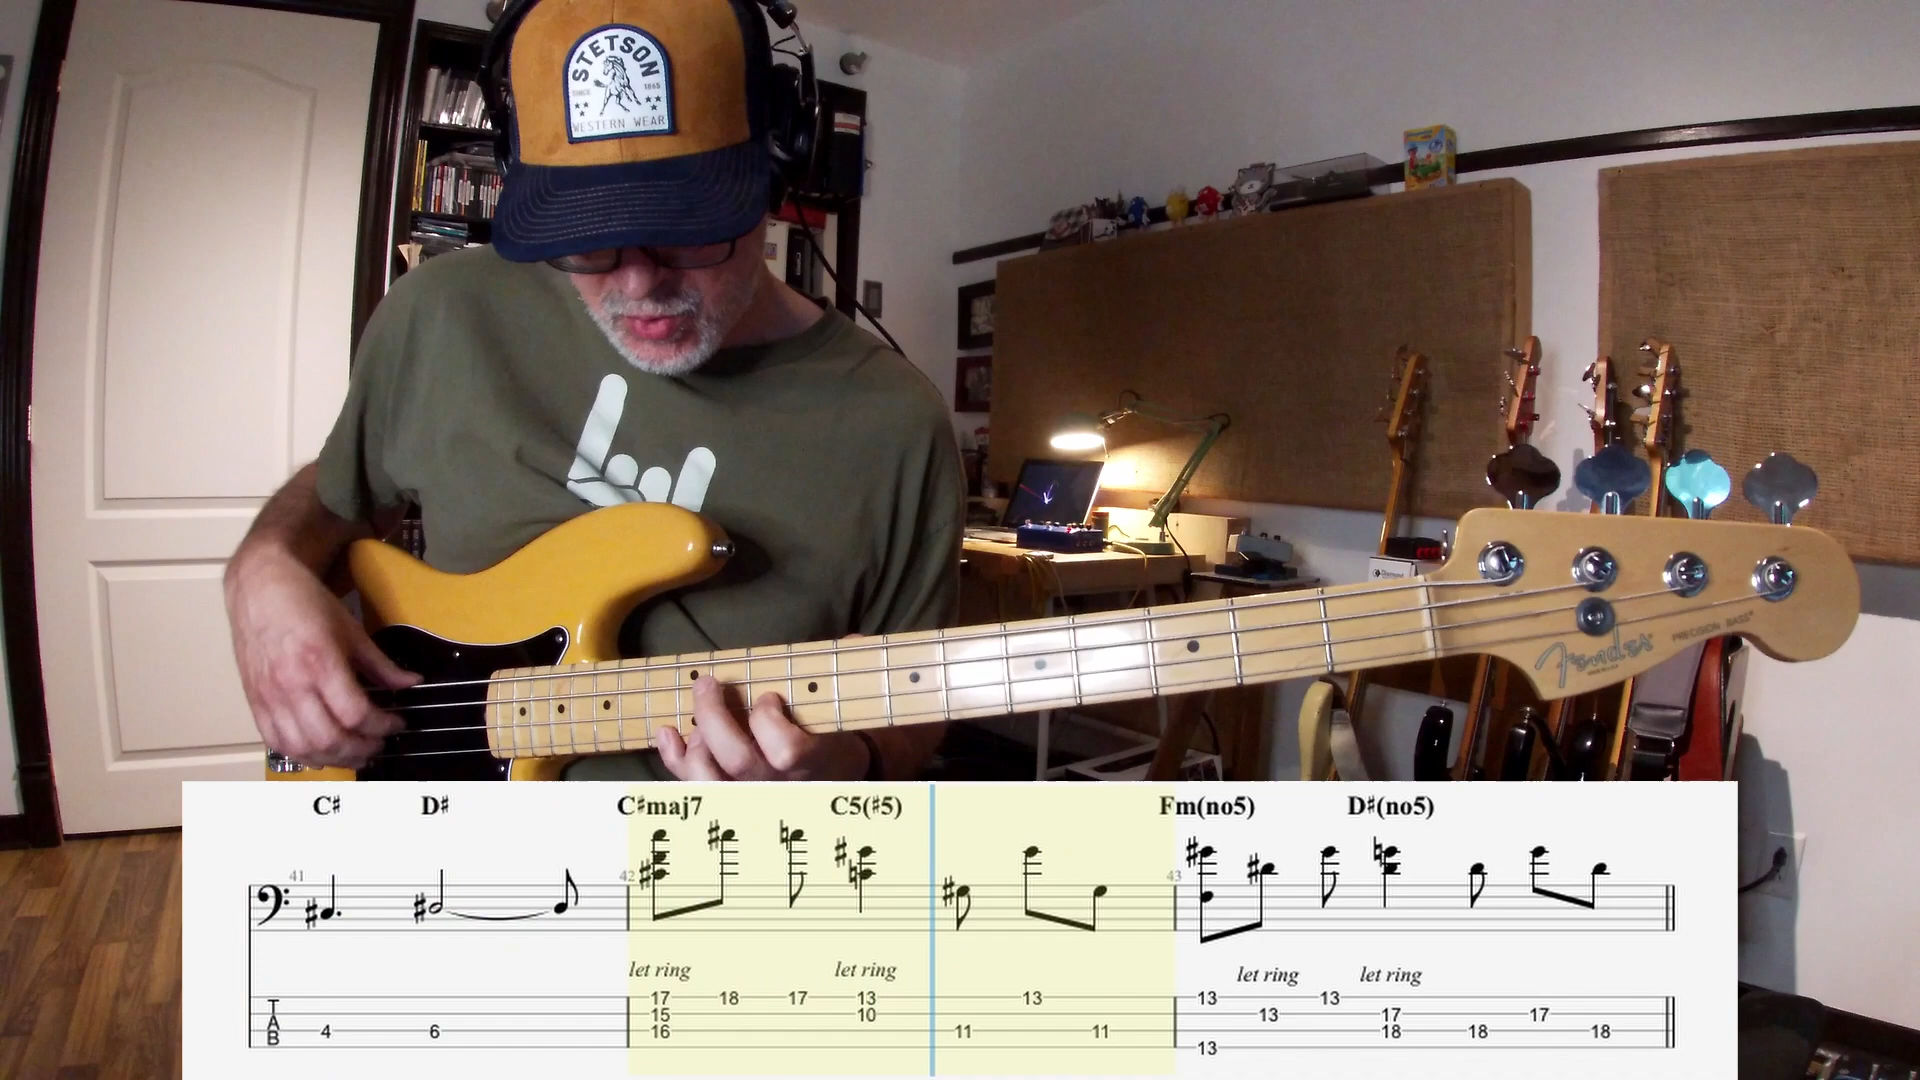 STETSON
SINCE 1865
WESTERN WEAR
Fender
PRECISION BASS
C♯ D♯ C♯maj7 C5(♯5) Fm(no5) D♯(no5)
41 42 43
let ring let ring let ring let ring
T 17 18 17 13 13 13 13
A 15 10 13 17 17
B 4 6 16 11 11 18 18 18
13